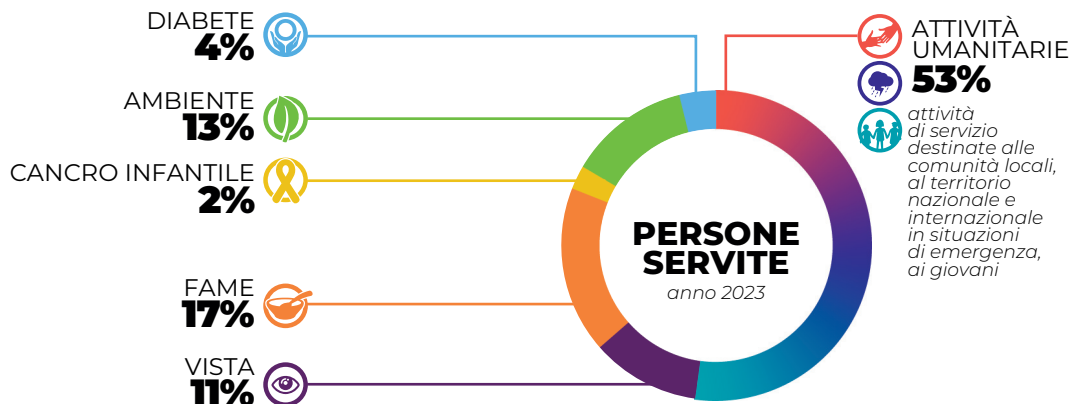 DIABETE
4%
AMBIENTE
13%
CANCRO INFANTILE
2%
FAME
17%
VISTA
11%
PERSONE
SERVITE
anno 2023
ATTIVITÀ
UMANITARIE
53%
attività
di servizio
destinate alle
comunità locali,
al territorio
nazionale e
internazionale
in situazioni
di emergenza,
ai giovani